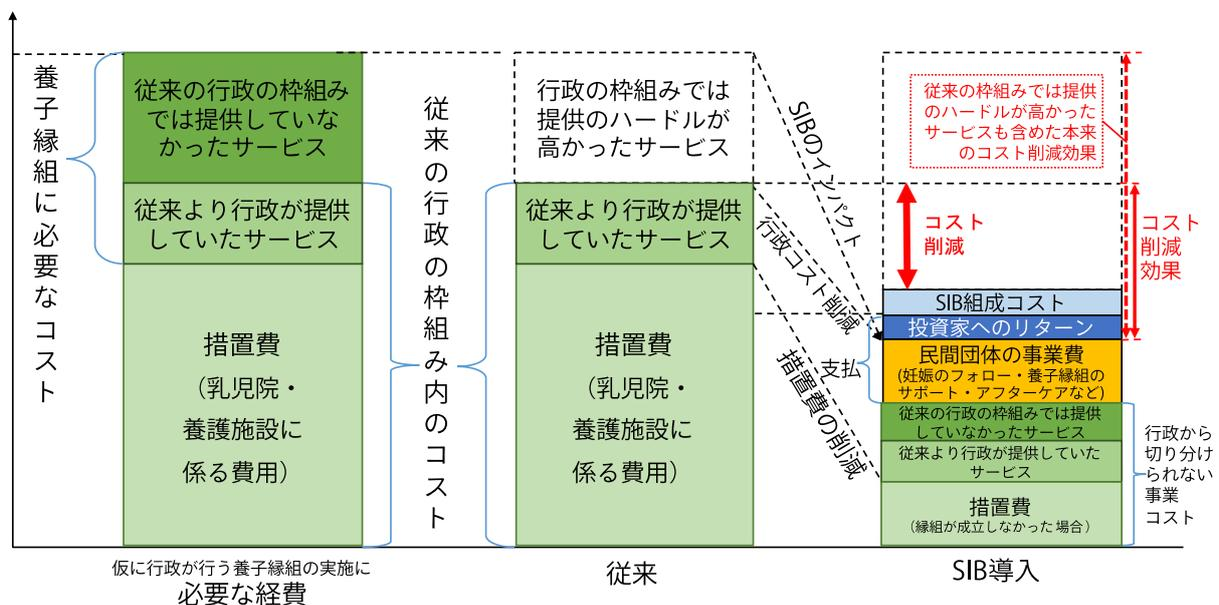 養子縁組に必要なコスト
従来の行政の枠組み
では提供していな
かったサービス
従来より行政が提供
していたサービス
措置費
（乳児院・
養護施設に
係る費用）
仮に行政が行う養子縁組の実施に
必要な経費
従来の行政の枠組み内のコスト
行政の枠組みでは
提供のハードルが
高かったサービス
従来より行政が提供
していたサービス
措置費
（乳児院・
養護施設に
係る費用）
従来
SIBのインパクト
行政コスト削減
措置費の削減
支払
従来の枠組みでは提供
のハードルが高かった
サービスも含めた本来
のコスト削減効果
コスト
削減
コスト
削減
効果
SIB組成コスト
投資家へのリターン
民間団体の事業費
(妊娠のフォロー・養子縁組の
サポート・アフターケアなど)
従来の行政の枠組みでは提供
していなかったサービス
従来より行政が提供していた
サービス
措置費
（縁組が成立しなかった場合）
行政から
切り分け
られない
事業
コスト
SIB導入